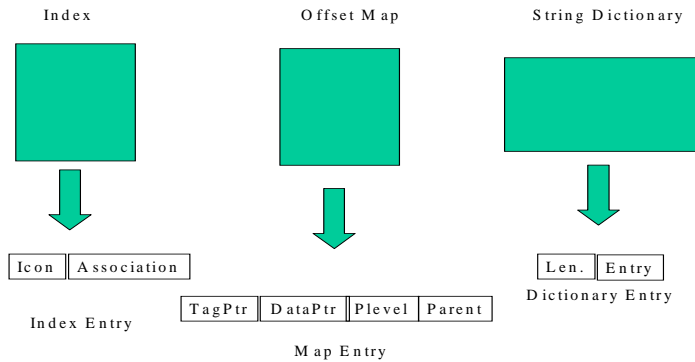 Index
Offset Map
String Dictionary
Icon Association
Index Entry
TagPtr DataPtr Plevel Parent
Map Entry
Len. Entry
Dictionary Entry